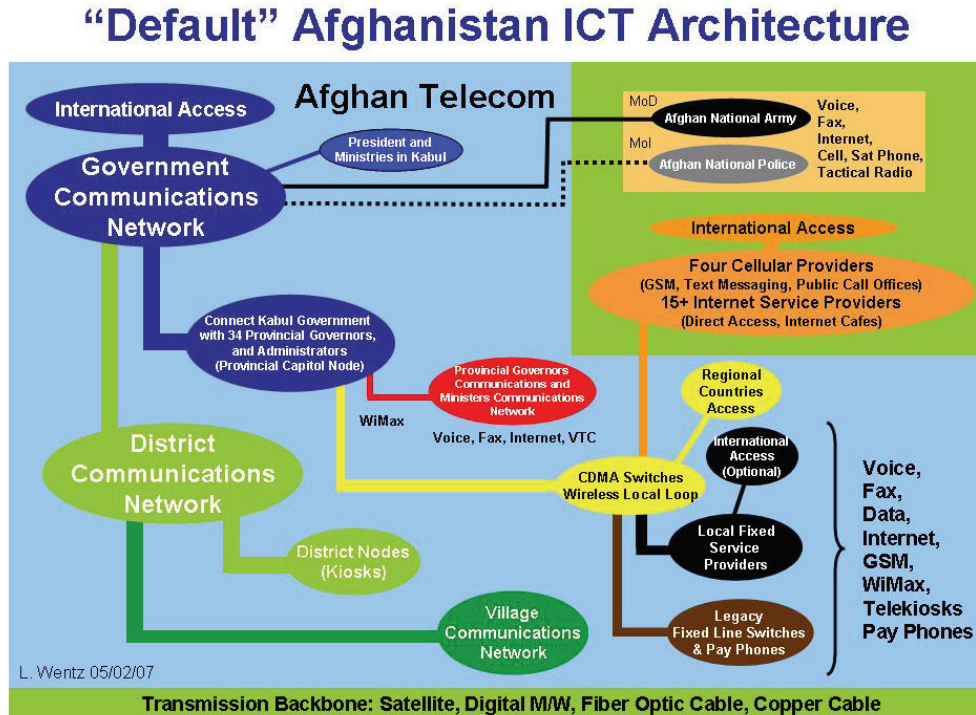 “Default” Afghanistan ICT Architecture
International Access
Afghan Telecom
Government
Communications
Network
President and
Ministries in Kabul
MoD
Afghan National Army
MoI
Afghan National Police
Voice,
Fax,
Internet,
Cell, Sat Phone,
Tactical Radio
International Access
Four Cellular Providers
(GSM, Text Messaging, Public Call Offices)
15+ Internet Service Providers
(Direct Access, Internet Cafes)
Connect Kabul Government
with 34 Provincial Governors,
and Administrators
(Provincial Capitol Node)
WiMax
Provincial Governors
Communications and
Ministers Communications
Network
Voice, Fax, Internet, VTC
Regional
Countries
Access
International
Access
(Optional)
CDMA Switches
Wireless Local Loop
Local Fixed
Service
Providers
Legacy
Fixed Line Switches
& Pay Phones
District
Communications
Network
District Nodes
(Kiosks)
Village
Communications
Network
Voice,
Fax,
Data,
Internet,
GSM,
WiMax,
Telekiosks
Pay Phones
L. Wentz 05/02/07
Transmission Backbone: Satellite, Digital M/W, Fiber Optic Cable, Copper Cable